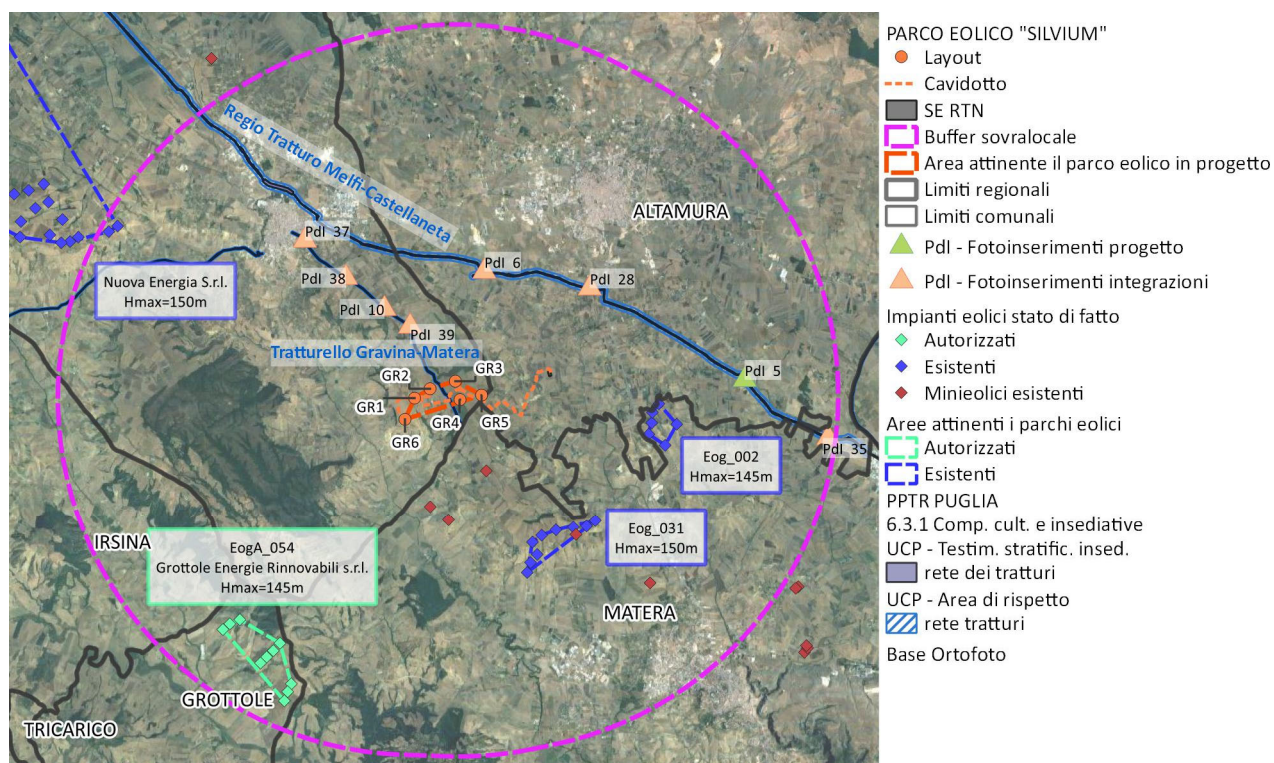 Regio Tratturo Melfi-Castellaneta
ALTAMURA
PdI 37
PdI 6
PdI 38
PdI 28
Nuova Energia S.r.l.
Hmax=150m
PdI 10
PdI 39
Tratturello Gravina-Matera
GR3
GR2
PdI 5
GR1
GR4
GR5
GR6
PdI 35
Eog_002
Hmax=145m
Eog_031
Hmax=150m
IRSINA
EogA_054
Grottole Energie Rinnovabili s.r.l.
Hmax=145m
MATERA
GROTTOLE
TRICARICO
PARCO EOLICO "SILVIUM"
Layout
Cavidotto
SE RTN
Buffer sovralocale
Area attinente il parco eolico in progetto
Limiti regionali
Limiti comunali
PdI - Fotoinserimenti progetto
PdI - Fotoinserimenti integrazioni
Impianti eolici stato di fatto
Autorizzati
Esistenti
Minieolici esistenti
Aree attinenti i parchi eolici
Autorizzati
Esistenti
PPTR PUGLIA
6.3.1 Comp. cult. e insediative
UCP - Testim. stratific. insed.
rete dei tratturi
UCP - Area di rispetto
rete tratturi
Base Ortofoto